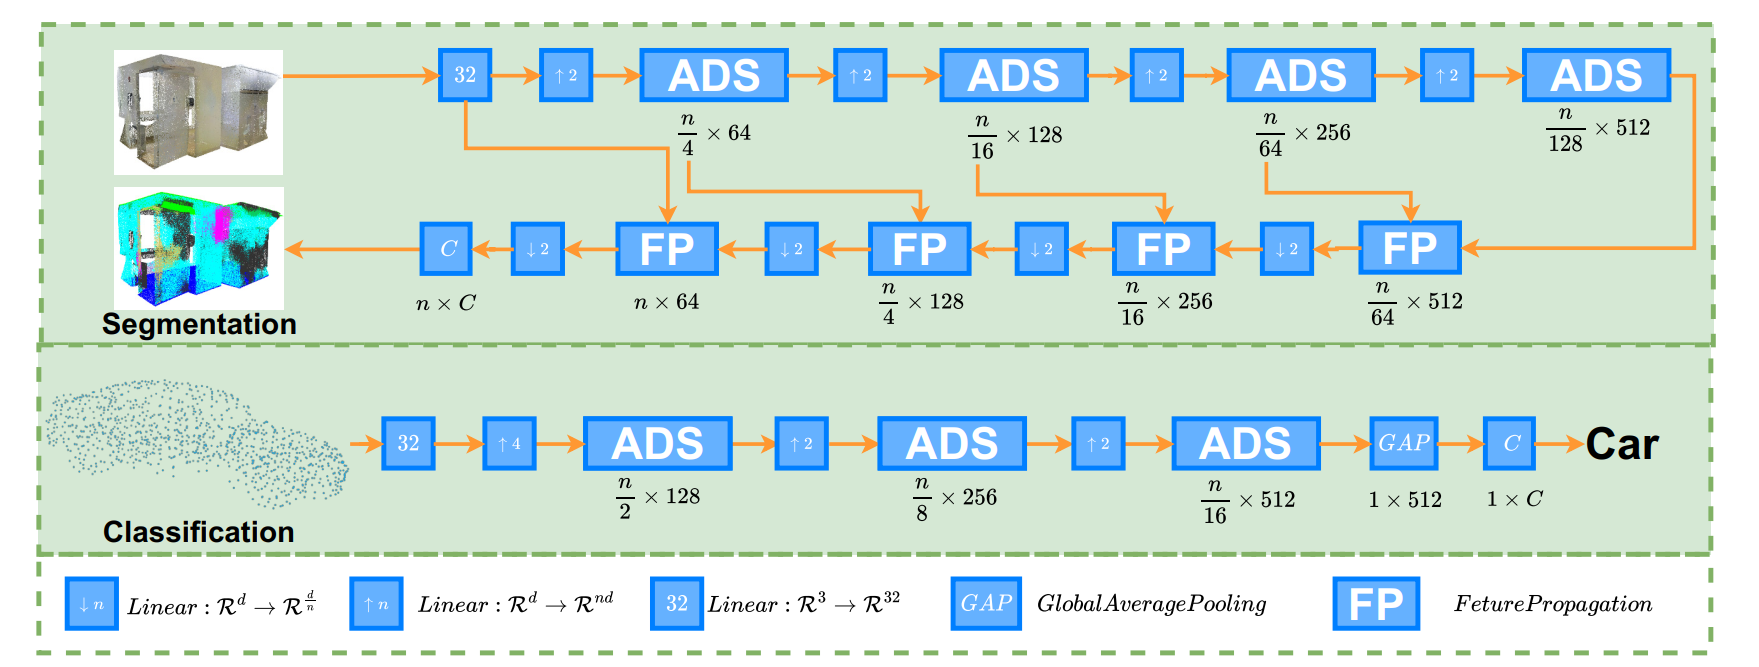 32 ↑ 2 ADS ↑ 2 ADS ↑ 2 ADS ↑ 2 ADS
n/4 × 64 n/16 × 128 n/64 × 256 n/128 × 512
C ↓ 2 FP ↓ 2 FP ↓ 2 FP ↓ 2 FP
n × C n × 64 n/4 × 128 n/16 × 256 n/64 × 512
Segmentation
32 ↑ 4 ADS ↑ 2 ADS ↑ 2 ADS GAP C Car
n/2 × 128 n/8 × 256 n/16 × 512 1 × 512 1 × C
Classification
↓ n Linear : ℛ^d → ℛ^(d/n) ↑ n Linear : ℛ^d → ℛ^nd 32 Linear : ℛ^3 → ℛ^32 GAP GlobalAveragePooling FP FeturePropagation